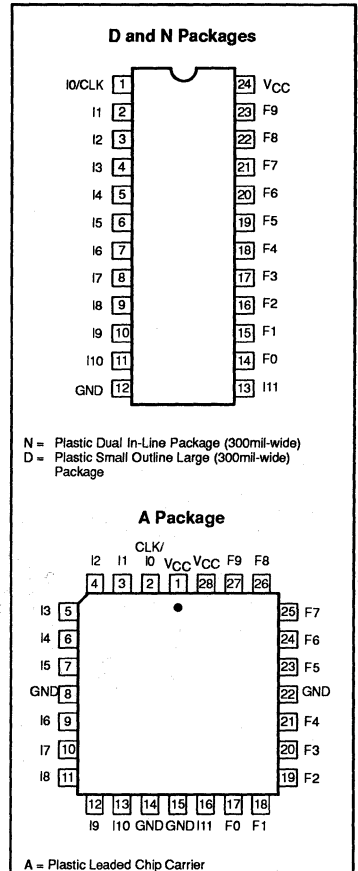 D and N Packages
I0/CLK 1 24 VCC
I1 2 23 F9
I2 3 22 F8
I3 4 21 F7
I4 5 20 F6
I5 6 19 F5
I6 7 18 F4
I7 8 17 F3
I8 9 16 F2
I9 10 15 F1
I10 11 14 F0
GND 12 13 I11
N = Plastic Dual In-Line Package (300mil-wide)
D = Plastic Small Outline Large (300mil-wide)
Package
A Package
CLK/
I2 I1 I0 VCC VCC F9 F8
4 3 2 1 28 27 26
I3 5 25 F7
I4 6 24 F6
I5 7 23 F5
GND 8 22 GND
I6 9 21 F4
I7 10 20 F3
I8 11 19 F2
12 13 14 15 16 17 18
I9 I10 GND GND I11 F0 F1
A = Plastic Leaded Chip Carrier